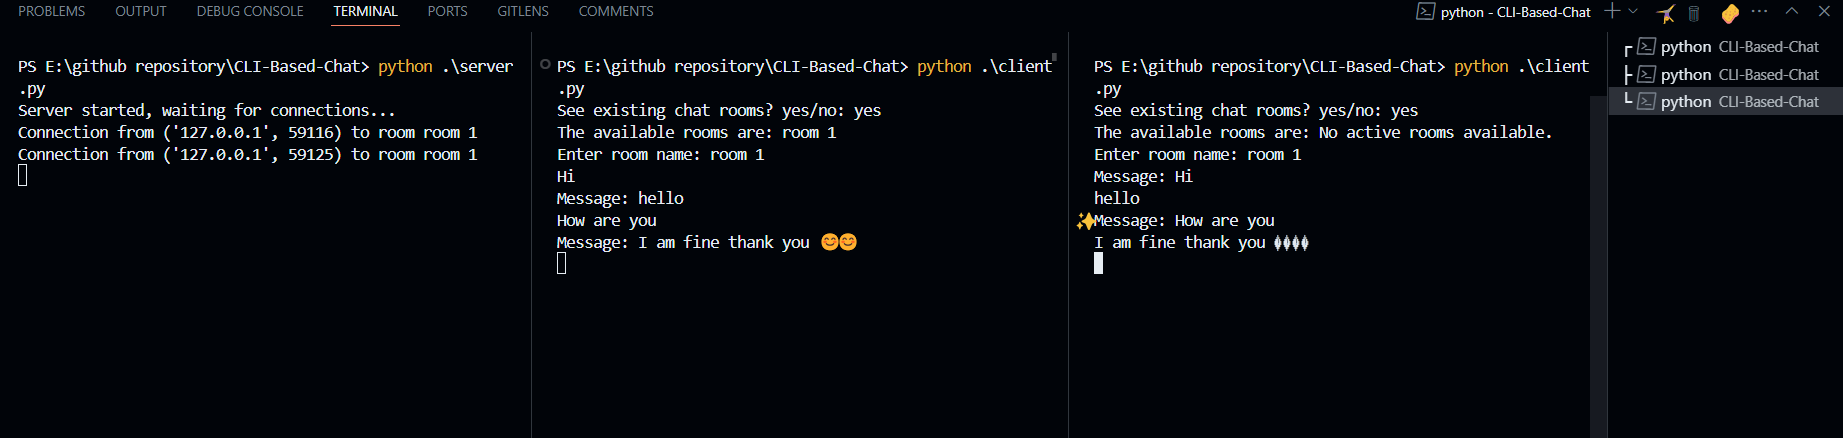 PROBLEMS OUTPUT DEBUG CONSOLE TERMINAL PORTS GITLENS COMMENTS python - CLI-Based-Chat
PS E:\github repository\CLI-Based-Chat> python .\server
.py
Server started, waiting for connections...
Connection from ('127.0.0.1', 59116) to room room 1
Connection from ('127.0.0.1', 59125) to room room 1
PS E:\github repository\CLI-Based-Chat> python .\client
.py
See existing chat rooms? yes/no: yes
The available rooms are: room 1
Enter room name: room 1
Hi
Message: hello
How are you
Message: I am fine thank you 😊😊
PS E:\github repository\CLI-Based-Chat> python .\client
.py
See existing chat rooms? yes/no: yes
The available rooms are: No active rooms available.
Enter room name: room 1
Message: Hi
hello
✨Message: How are you
I am fine thank you ����
python CLI-Based-Chat
python CLI-Based-Chat
python CLI-Based-Chat